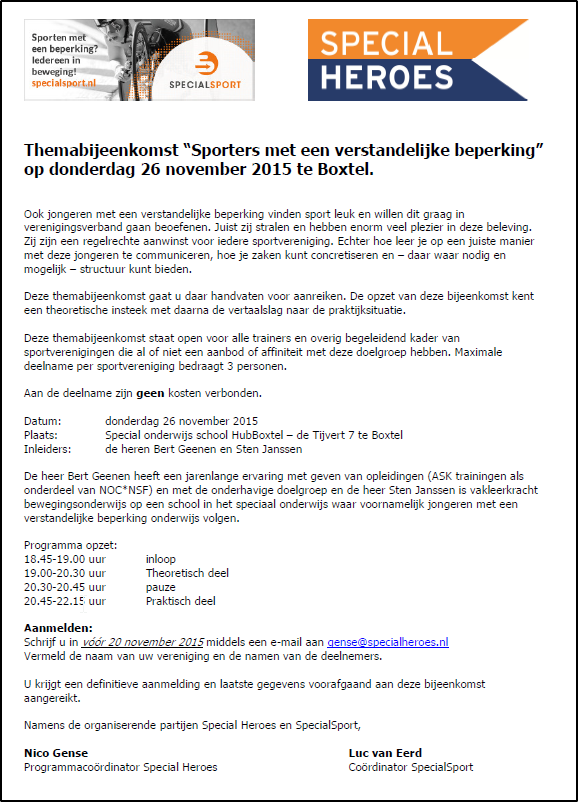 Sporten met
een beperking?
Iedereen in
beweging!
specialsport.nl
SPECIALSPORT
SPECIAL
HEROES
Themabijeenkomst “Sporters met een verstandelijke beperking”
op donderdag 26 november 2015 te Boxtel.
Ook jongeren met een verstandelijke beperking vinden sport leuk en willen dit graag in
verenigingsverband gaan beoefenen. Juist zij stralen en hebben enorm veel plezier in deze beleving.
Zij zijn een regelrechte aanwinst voor iedere sportvereniging. Echter hoe leer je op een juiste manier
met deze jongeren te communiceren, hoe je zaken kunt concretiseren en – daar waar nodig en
mogelijk – structuur kunt bieden.
Deze themabijeenkomst gaat u daar handvaten voor aanreiken. De opzet van deze bijeenkomst kent
een theoretische insteek met daarna de vertaalslag naar de praktijksituatie.
Deze themabijeenkomst staat open voor alle trainers en overig begeleidend kader van
sportverenigingen die al of niet een aanbod of affiniteit met deze doelgroep hebben. Maximale
deelname per sportvereniging bedraagt 3 personen.
Aan de deelname zijn geen kosten verbonden.
Datum: donderdag 26 november 2015
Plaats: Special onderwijs school HubBoxtel – de Tijvert 7 te Boxtel
Inleiders: de heren Bert Geenen en Sten Janssen
De heer Bert Geenen heeft een jarenlange ervaring met geven van opleidingen (ASK trainingen als
onderdeel van NOC*NSF) en met de onderhavige doelgroep en de heer Sten Janssen is vakleerkracht
bewegingsonderwijs op een school in het speciaal onderwijs waar voornamelijk jongeren met een
verstandelijke beperking onderwijs volgen.
Programma opzet:
18.45-19.00 uur inloop
19.00-20.30 uur Theoretisch deel
20.30-20.45 uur pauze
20.45-22.15 uur Praktisch deel
Aanmelden:
Schrijf u in vóór 20 november 2015 middels een e-mail aan gense@specialheroes.nl
Vermeld de naam van uw vereniging en de namen van de deelnemers.
U krijgt een definitieve aanmelding en laatste gegevens voorafgaand aan deze bijeenkomst
aangereikt.
Namens de organiserende partijen Special Heroes en SpecialSport,
Nico Gense Luc van Eerd
Programmacoördinator Special Heroes Coördinator SpecialSport